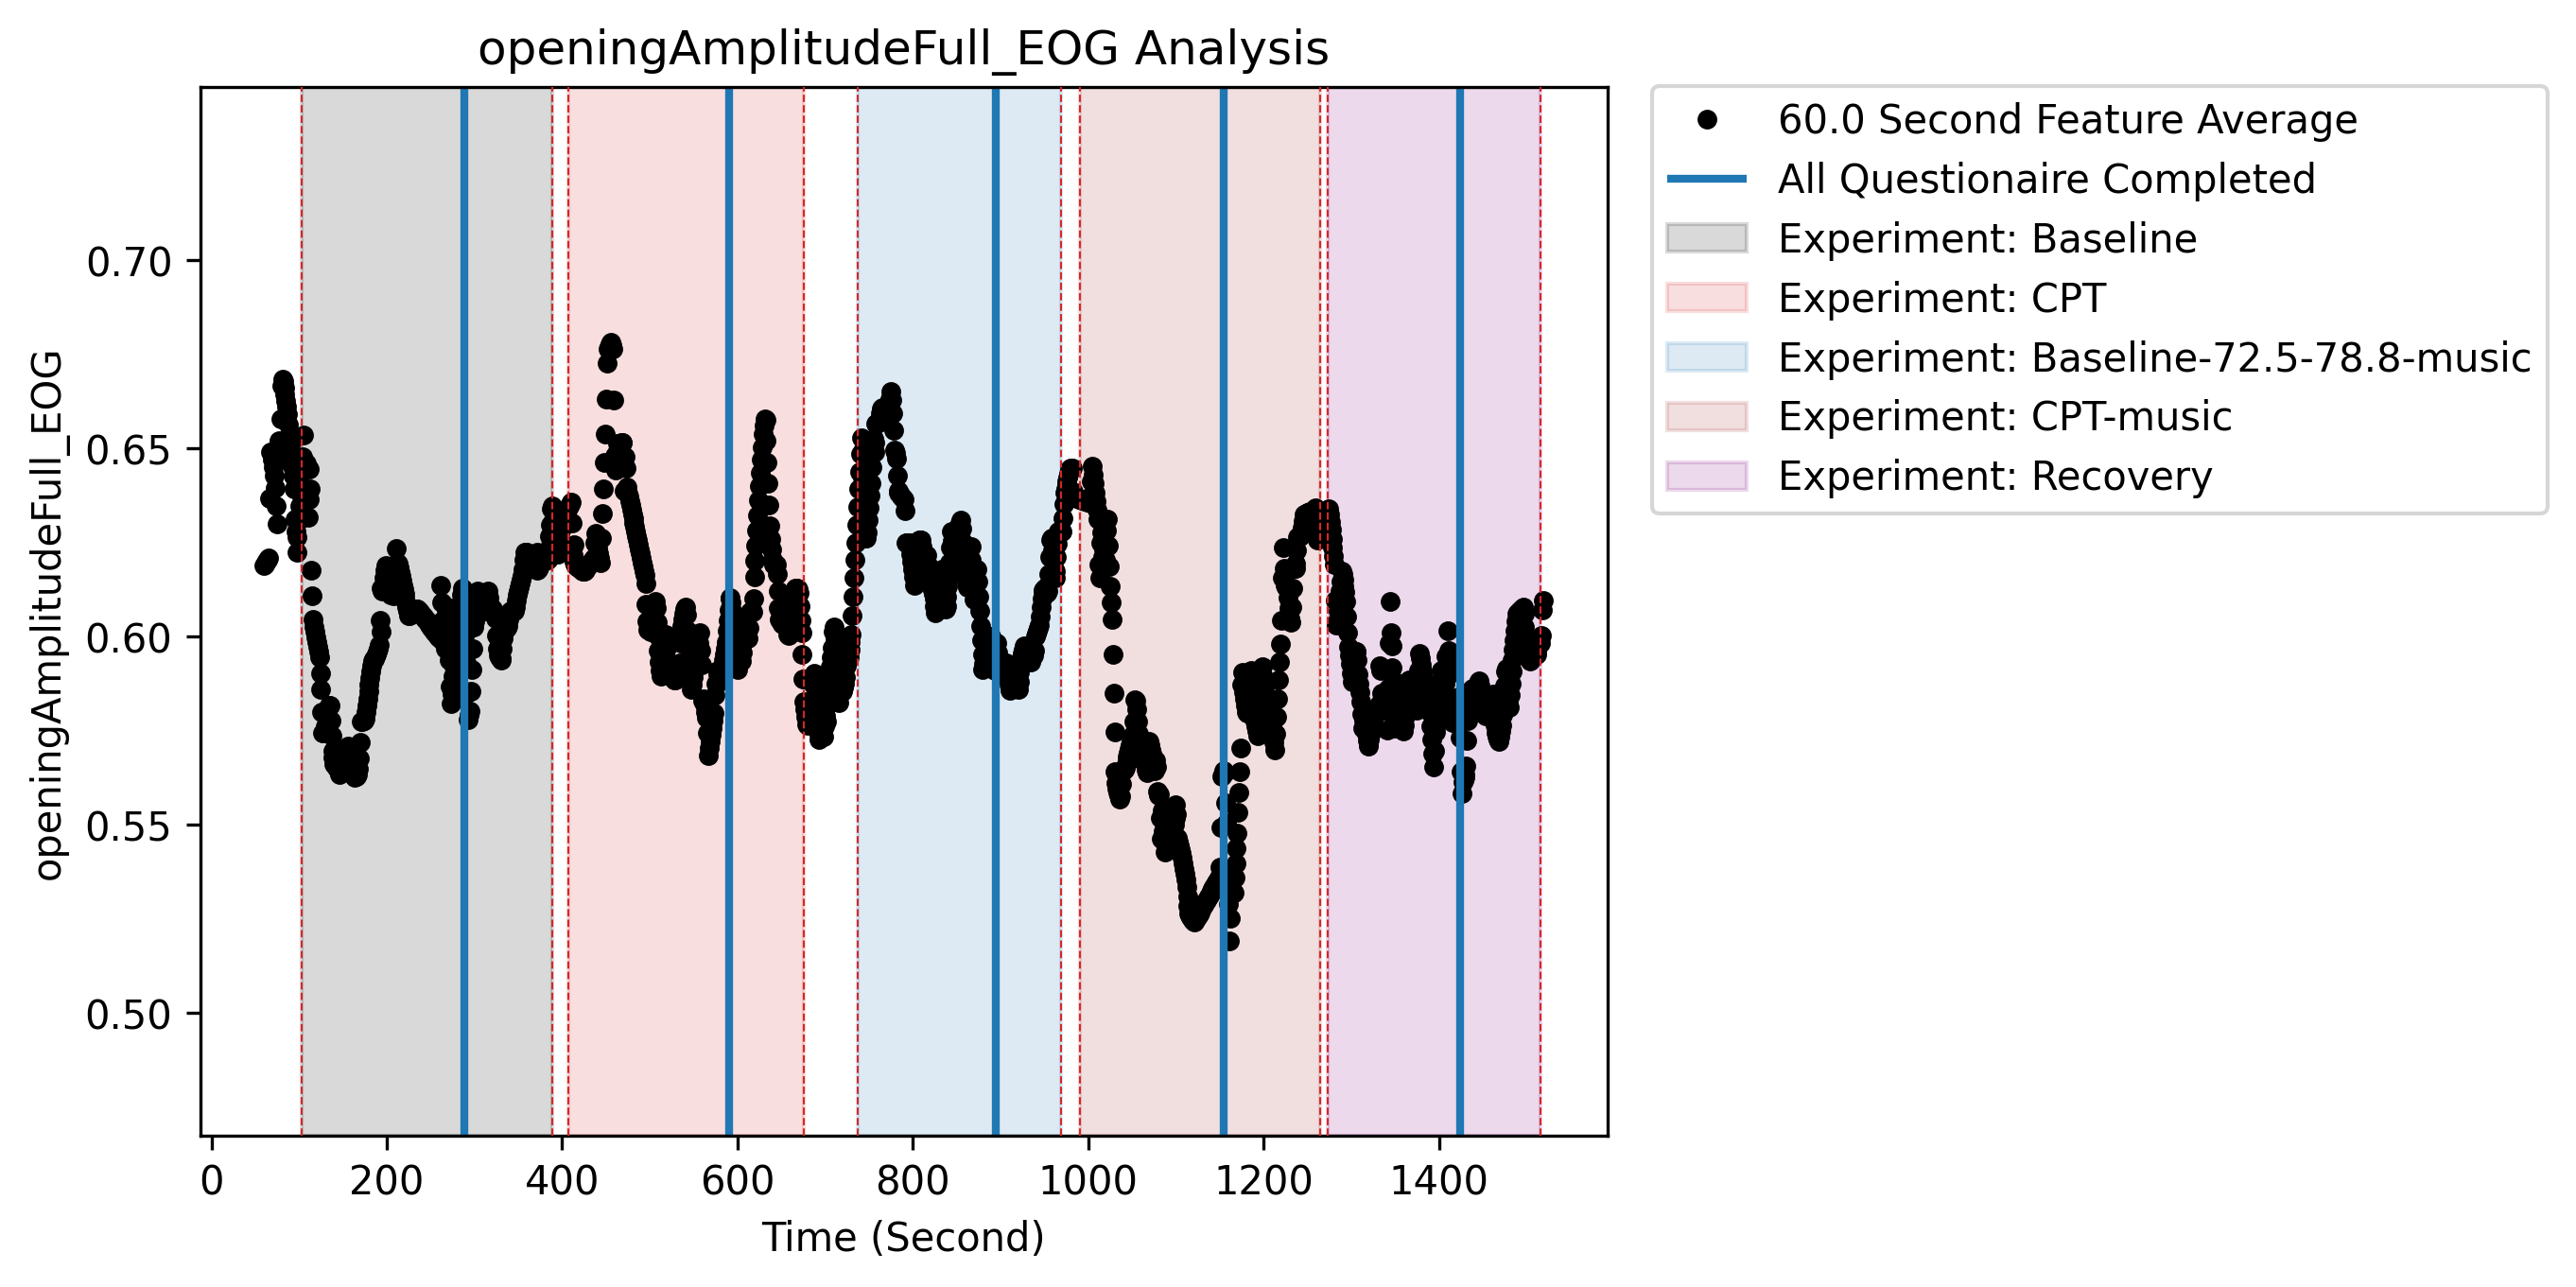 openingAmplitudeFull_EOG Analysis
openingAmplitudeFull_EOG
0.70
0.65
0.60
0.55
0.50
0 200 400 600 800 1000 1200 1400
Time (Second)
60.0 Second Feature Average
All Questionaire Completed
Experiment: Baseline
Experiment: CPT
Experiment: Baseline-72.5-78.8-music
Experiment: CPT-music
Experiment: Recovery